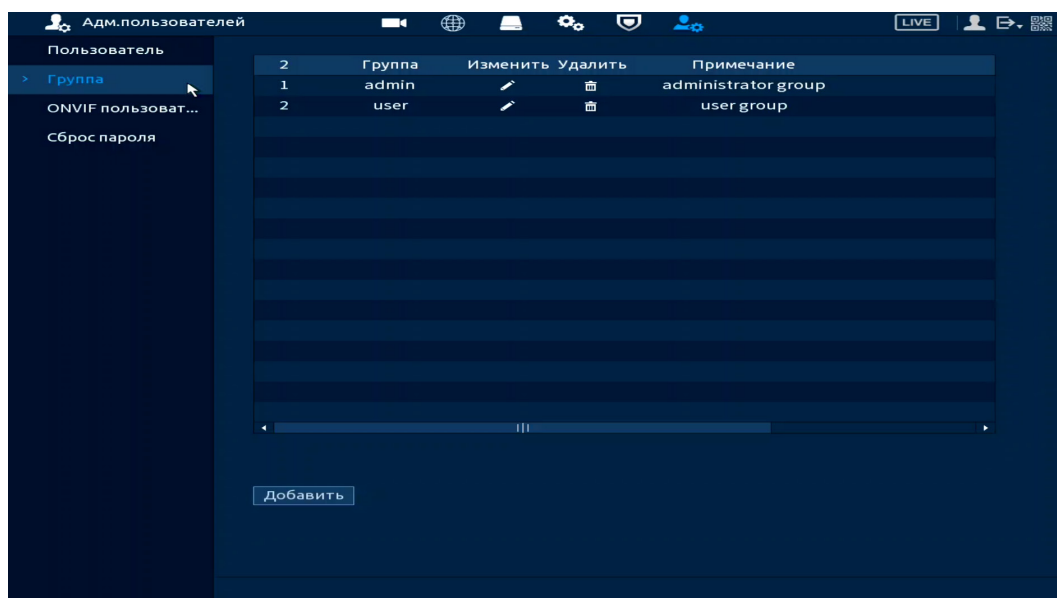 Адм.пользователей LIVE
Пользователь
> Группа
ONVIF пользоват...
Сброс пароля
2 Группа Изменить Удалить Примечание
1 admin administrator group
2 user user group
Добавить